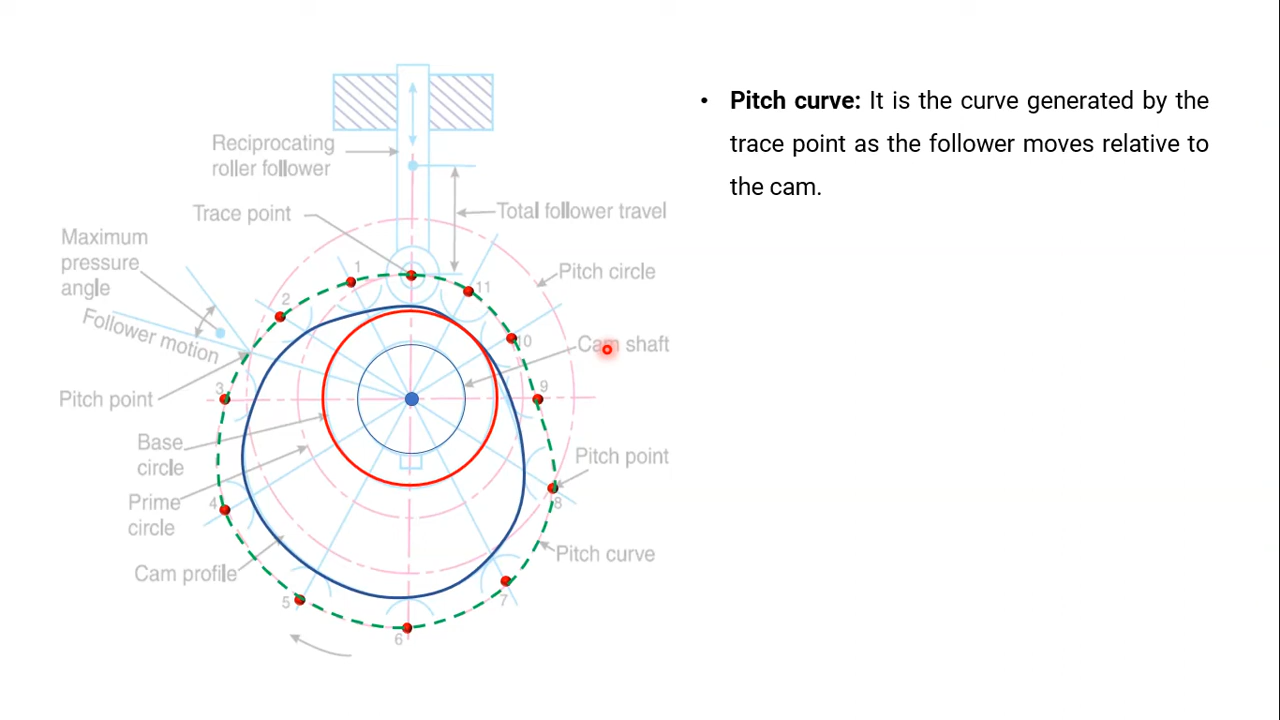 • Pitch curve: It is the curve generated by the
trace point as the follower moves relative to
the cam.
Reciprocating
roller follower
Trace point
Total follower travel
Maximum
pressure
angle
Follower motion
Pitch circle
Cam shaft
Pitch point
Base
circle
Prime
circle
Cam profile
Pitch point
Pitch curve
1
2
3
4
5
6
7
8
9
10
11